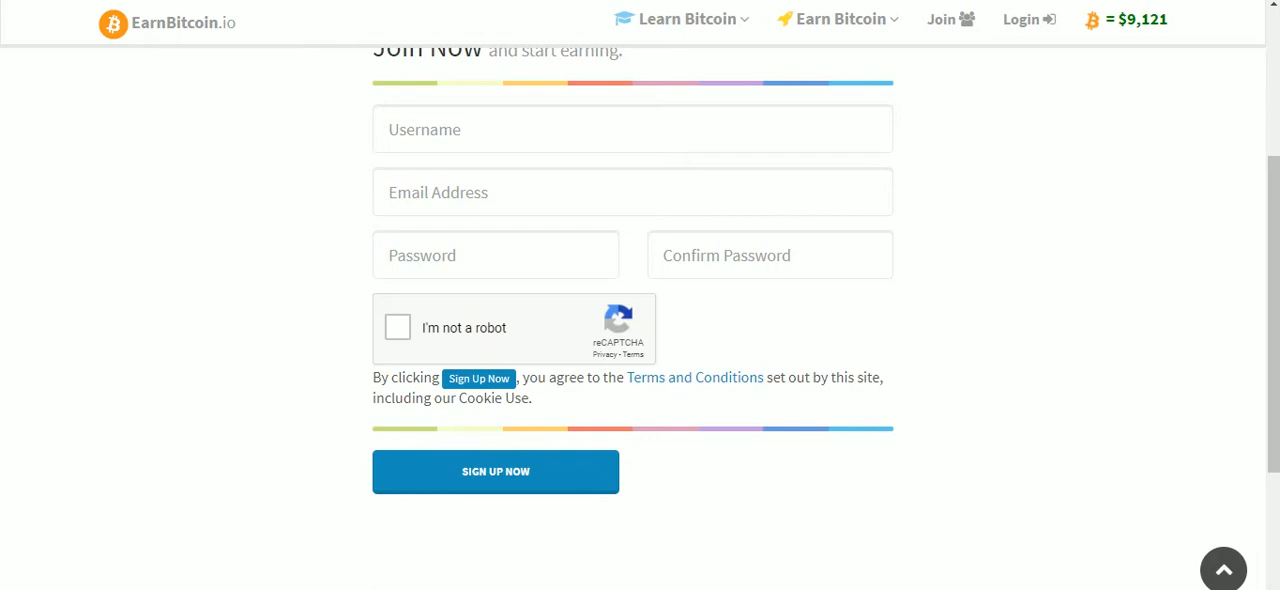 EarnBitcoin.io Learn Bitcoin Earn Bitcoin Join Login = $9,121
Join Now and start earning.
Username
Email Address
Password Confirm Password
I'm not a robot
reCAPTCHA
Privacy - Terms
By clicking Sign Up Now, you agree to the Terms and Conditions set out by this site,
including our Cookie Use.
SIGN UP NOW